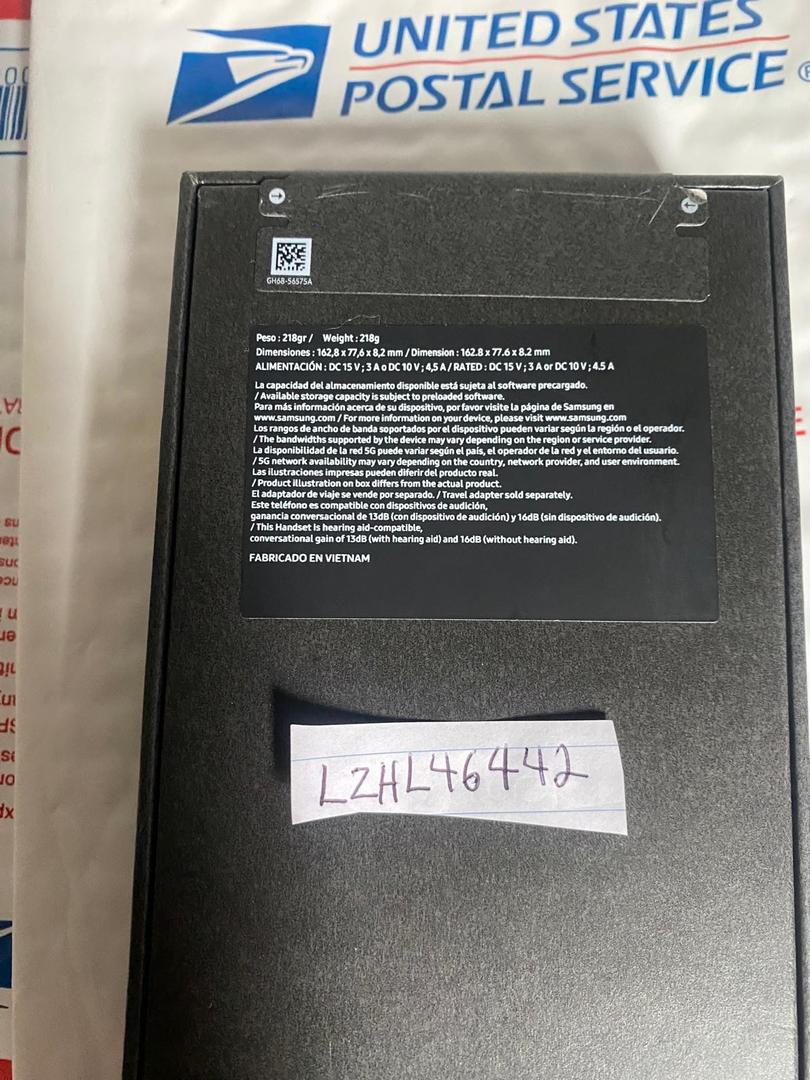 UNITED STATES
POSTAL SERVICE
GH68-56575A
Peso : 218gr / Weight : 218g
Dimensiones : 162,8 x 77,6 x 8,2 mm / Dimension : 162.8 x 77.6 x 8.2 mm
ALIMENTACIÓN : DC 15 V ; 3 A o DC 10 V ; 4,5 A / RATED : DC 15 V ; 3 A or DC 10 V ; 4.5 A
La capacidad del almacenamiento disponible está sujeta al software precargado.
/ Available storage capacity is subject to preloaded software.
Para más información acerca de su dispositivo, por favor visite la página de Samsung en
www.samsung.com / For more information on your device, please visit www.samsung.com
Los rangos de ancho de banda soportados por el dispositivo pueden variar según la región o el operador.
/ The bandwidths supported by the device may vary depending on the region or service provider.
La disponibilidad de la red 5G puede variar según el país, el operador de la red y el entorno del usuario.
/ 5G network availability may vary depending on the country, network provider, and user environment.
Las ilustraciones impresas pueden diferir del producto real.
/ Product illustration on box differs from the actual product.
El adaptador de viaje se vende por separado. / Travel adapter sold separately.
Este teléfono es compatible con dispositivos de audición,
ganancia conversacional de 13dB (con dispositivo de audición) y 16dB (sin dispositivo de audición).
/ This Handset is hearing aid-compatible,
conversational gain of 13dB (with hearing aid) and 16dB (without hearing aid).
FABRICADO EN VIETNAM
LZHL46442